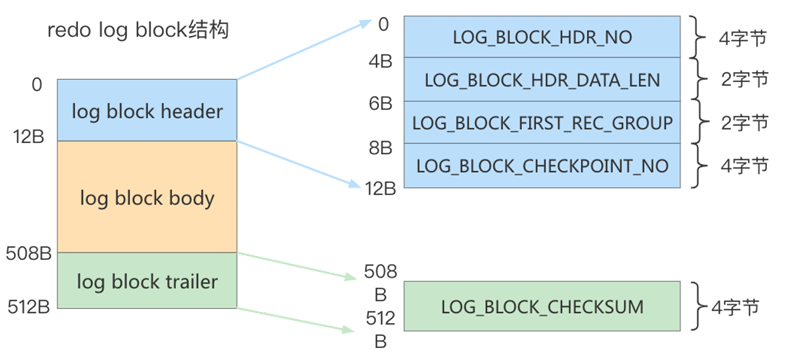 redo log block结构
0
log block header
12B
log block body
508B
log block trailer
512B
0
LOG_BLOCK_HDR_NO
4字节
4B
LOG_BLOCK_HDR_DATA_LEN
2字节
6B
LOG_BLOCK_FIRST_REC_GROUP
2字节
8B
LOG_BLOCK_CHECKPOINT_NO
4字节
12B
508
B
LOG_BLOCK_CHECKSUM
4字节
512
B